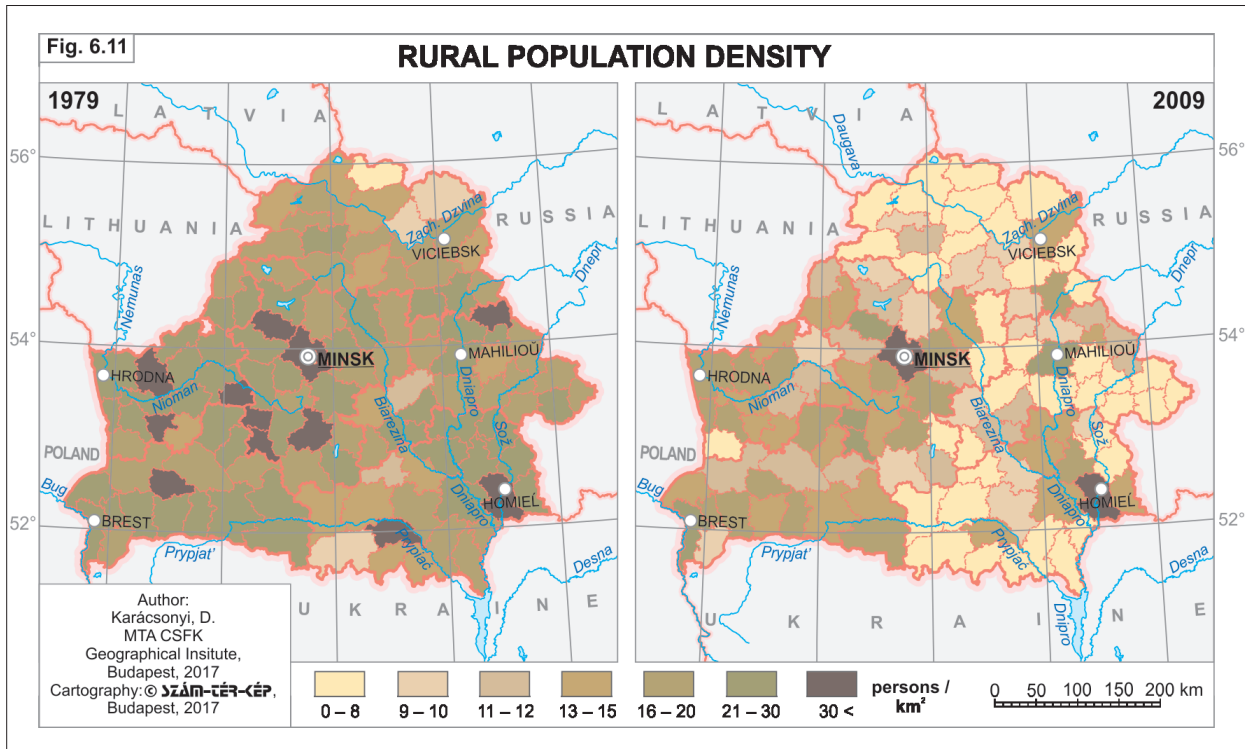 Fig. 6.11
RURAL POPULATION DENSITY
1979
LATVIA
LITHUANIA
RUSSIA
POLAND
UKRAINE
56°
54°
52°
Zach. Dzvina
VICIEBSK
Dnepr
Nemunas
HRODNA
Nioman
MINSK
MAHILIOŬ
Dniapro
Biarezina
Sož
Bug
BREST
Prypjat'
Prypiać
Dniapro
HOMIEĹ
Desna
2009
LATVIA
LITHUANIA
RUSSIA
POLAND
UKRAINE
56°
54°
52°
Daugava
Zach. Dzvina
VICIEBSK
Dnepr
Nemunas
HRODNA
Nioman
MINSK
MAHILIOŬ
Dniapro
Biarezina
Sož
Bug
BREST
Prypjat'
Prypiać
Dniapro
HOMIEĹ
Desna
Dnipro
Author:
Karácsonyi, D.
MTA CSFK
Geographical Insitute,
Budapest, 2017
Cartography: © SZÁM-TÉR-KÉP,
Budapest, 2017
0 – 8
9 – 10
11 – 12
13 – 15
16 – 20
21 – 30
30 <
persons /
km²
0 50 100 150 200 km